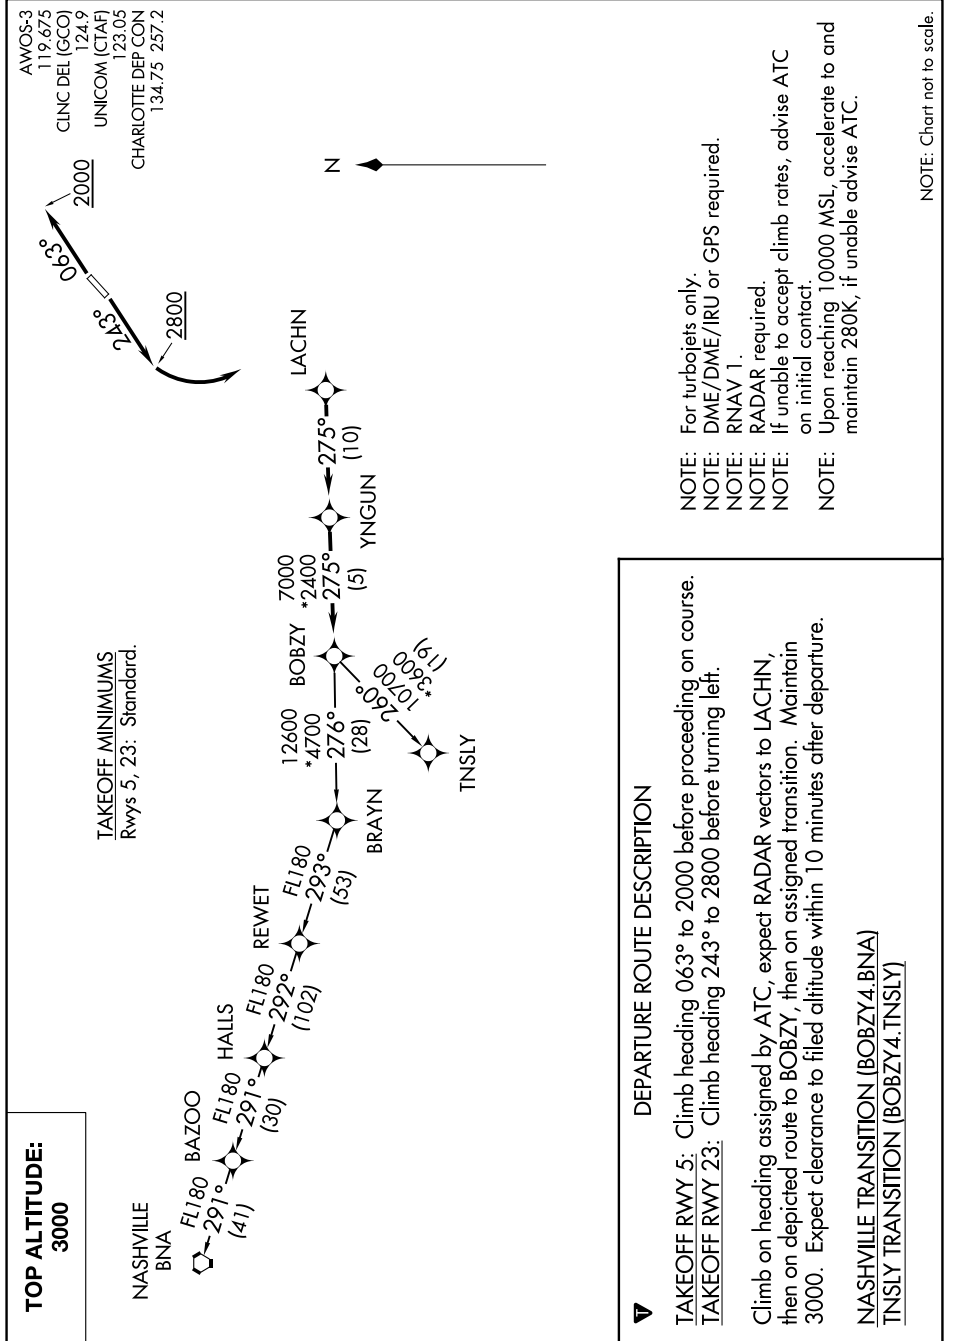 TOP ALTITUDE:
3000
AWOS-3
119.675
CLNC DEL (GCO)
124.9
UNICOM (CTAF)
123.05
CHARLOTTE DEP CON
134.75 257.2
TAKEOFF MINIMUMS
Rwys 5, 23: Standard.
063°
2000
243°
2800
N
NASHVILLE
BNA
FL180
291°
(41)
BAZOO
FL180
291°
(30)
HALLS
FL180
292°
(102)
REWET
FL180
293°
(53)
BRAYN
12600
*4700
276°
(28)
BOBZY
7000
*2400
275°
(5)
YNGUN
275°
(10)
LACHN
260°
10700
*3600
(19)
TNSLY
NOTE: For turbojets only.
NOTE: DME/DME/IRU or GPS required.
NOTE: RNAV 1.
NOTE: RADAR required.
NOTE: If unable to accept climb rates, advise ATC
on initial contact.
NOTE: Upon reaching 10000 MSL, accelerate to and
maintain 280K, if unable advise ATC.
NOTE: Chart not to scale.
T
DEPARTURE ROUTE DESCRIPTION
TAKEOFF RWY 5: Climb heading 063° to 2000 before proceeding on course.
TAKEOFF RWY 23: Climb heading 243° to 2800 before turning left.
Climb on heading assigned by ATC, expect RADAR vectors to LACHN,
then on depicted route to BOBZY, then on assigned transition. Maintain
3000. Expect clearance to filed altitude within 10 minutes after departure.
NASHVILLE TRANSITION (BOBZY4.BNA)
TNSLY TRANSITION (BOBZY4.TNSLY)